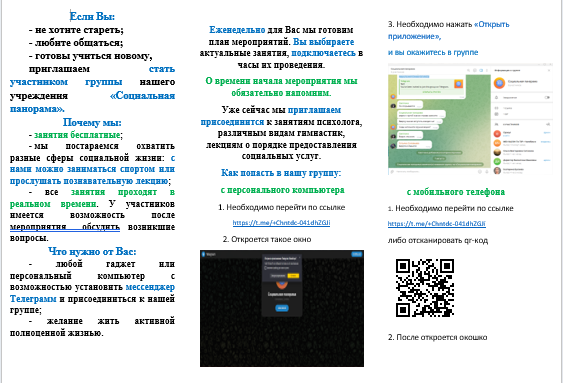 Если Вы:
- не хотите стареть;
- любите общаться;
- готовы учиться новому,
приглашаем стать
участником группы нашего
учреждения «Социальная
панорама».
Почему мы:
- занятия бесплатные;
- мы постараемся охватить
разные сферы социальной жизни: с
нами можно заниматься спортом или
прослушать познавательную лекцию;
- все занятия проходят в
реальном времени. У участников
имеется возможность после
мероприятия обсудить возникшие
вопросы.
Что нужно от Вас:
- любой гаджет или
персональный компьютер с
возможностью установить мессенджер
Телеграмм и присоединиться к нашей
группе;
- желание жить активной
полноценной жизнью.
Еженедельно для Вас мы готовим
план мероприятий. Вы выбираете
актуальные занятия, подключаетесь в
часы их проведения.
О времени начала мероприятия мы
обязательно напомним.
Уже сейчас мы приглашаем
присоединится к занятиям психолога,
различным видам гимнастик,
лекциям о порядке предоставления
социальных услуг.
Как попасть в нашу группу:
с персонального компьютера
1. Необходимо перейти по ссылке
https://t.me/+Chntdc-041dhZGJi
2. Откроется такое окно
3. Необходимо нажать «Открыть
приложение»,
и вы окажитесь в группе
с мобильного телефона
1. Необходимо перейти по ссылке
https://t.me/+Chntdc-041dhZGJi
либо отсканировать qr-код
2. После откроется окошко